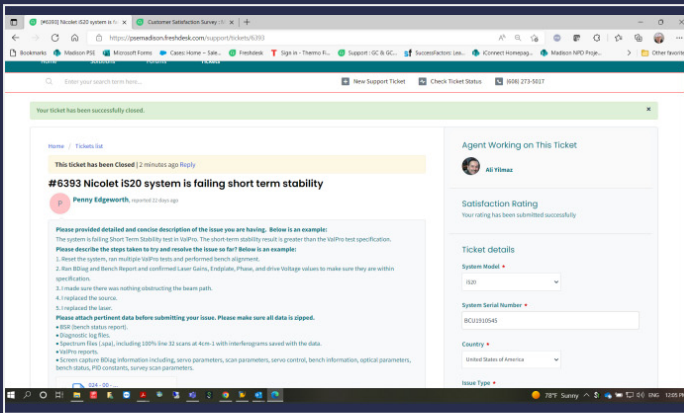 [#6393] Nicolet iS20 system is fa
Customer Satisfaction Survey :
https://psemadison.freshdesk.com/support/tickets/6393
Bookmarks
Madison PSE
Microsoft Forms
Cases: Home - Sale...
Freshdesk
Sign in - Thermo Fi...
Support : GC & GC...
SuccessFactors: Lea...
iConnect Homepag...
Madison NPD Proje...
Other favorite
Home
Solutions
Forums
Tickets
Enter your search term here...
New Support Ticket
Check Ticket Status
(608) 273-5017
Your ticket has been successfully closed.
Home / Tickets list
This ticket has been Closed | 2 minutes ago Reply
#6393 Nicolet iS20 system is failing short term stability
P
Penny Edgeworth, reported 22 days ago
Please provided detailed and concise description of the issue you are having. Below is an example:
The system is failing Short Term Stability test in ValPro. The short-term stability result is greater than the ValPro test specification.
Please describe the steps taken to try and resolve the issue so far? Below is example:
1. Reset the system, ran multiple ValPro tests and performed bench alignment.
2. Ran BDiag and Bench Report and confirmed Laser Gains, Endplate, Phase, and drive Voltage values to make sure they are within
specification.
3. I made sure there was nothing obstructing the beam path.
4. I replaced the source.
5. I replaced the laser.
Please attach pertinent data before submitting your issue. Please make sure all data is zipped.
• BSR (bench status report).
• Diagnostic log files.
• Spectrum files (.spa), including 100% line 32 scans at 4cm-1 with interferograms saved with the data.
• ValPro reports.
• Screen capture BDiag information including, servo parameters, scan parameters, servo control, bench information, optical parameters,
bench status, PID constants, survey scan parameters.
024 - 00 - ...
Agent Working on This Ticket
Ali Yilmaz
Satisfaction Rating
Your rating has been submitted successfully
Ticket details
System Model •
iS20
System Serial Number •
BCU1910545
Country •
United States of America
Issue Type •
78°F Sunny
ENG
12:05 PM